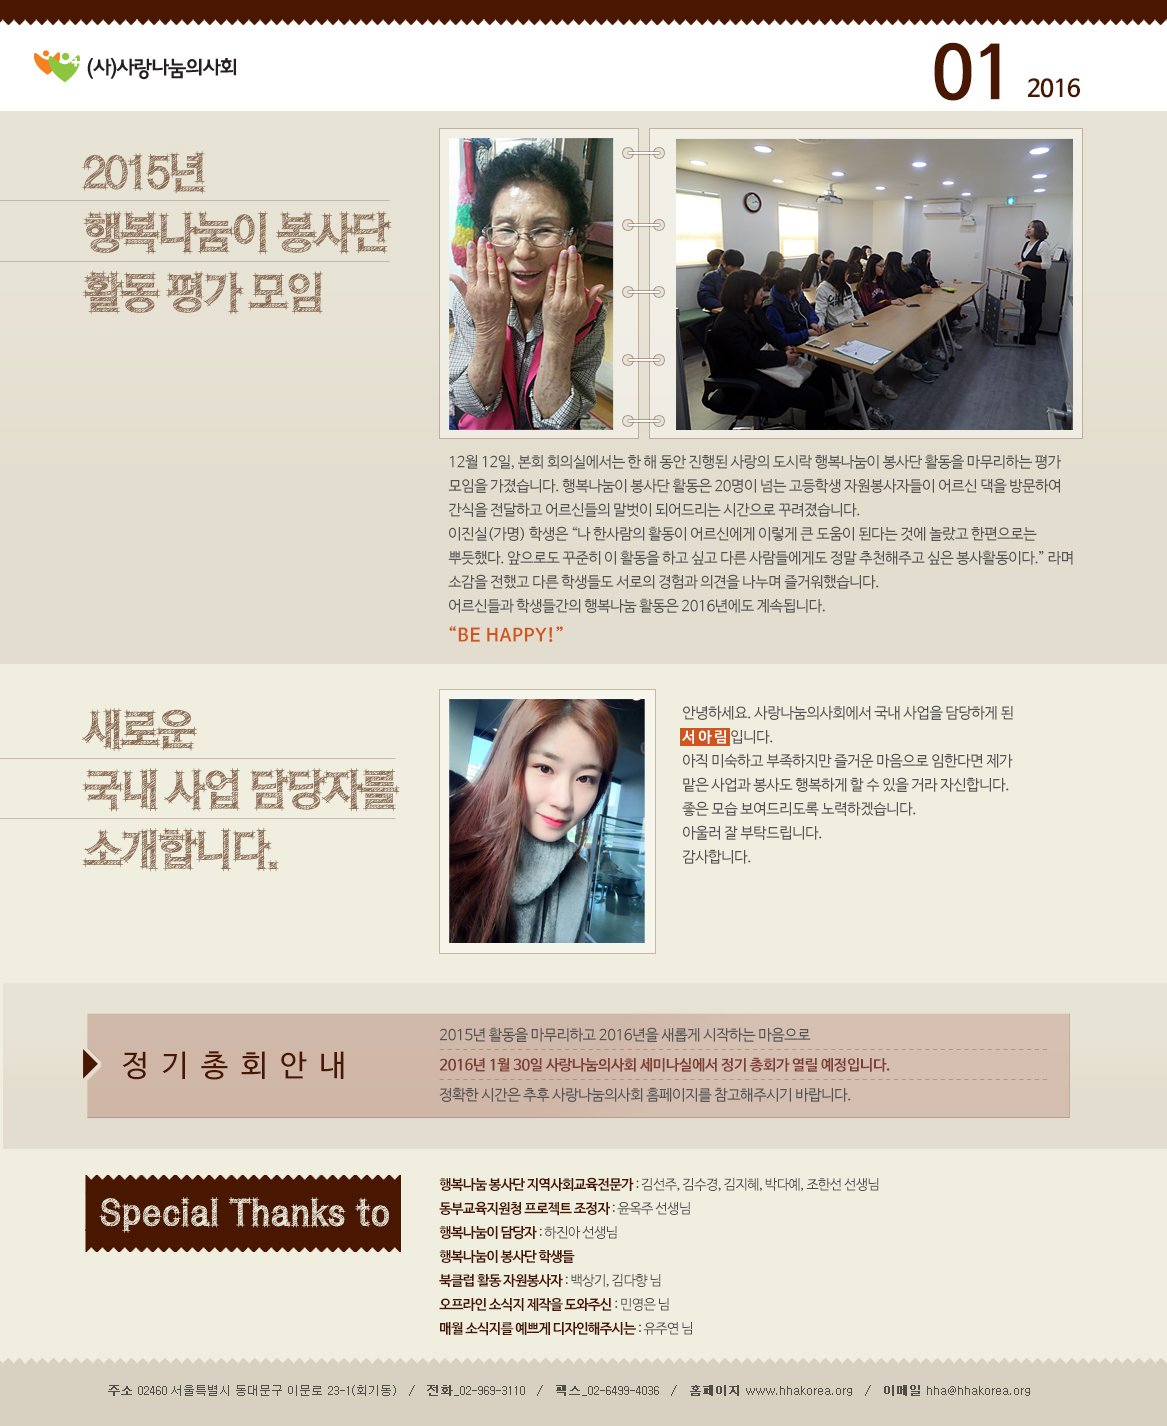 (사)사랑나눔의사회
01 2016
2015년
행복나눔이 봉사단
활동 평가 모임
12월 12일, 본회 회의실에서는 한 해 동안 진행된 사랑의 도시락 행복나눔이 봉사단 활동을 마무리하는 평가
모임을 가졌습니다. 행복나눔이 봉사단 활동은 20명이 넘는 고등학생 자원봉사자들이 어르신 댁을 방문하여
간식을 전달하고 어르신들의 말벗이 되어드리는 시간으로 꾸려졌습니다.
이진실(가명) 학생은 “나 한사람의 활동이 어르신에게 이렇게 큰 도움이 된다는 것에 놀랐고 한편으로는
뿌듯했다. 앞으로도 꾸준히 이 활동을 하고 싶고 다른 사람들에게도 정말 추천해주고 싶은 봉사활동이다.” 라며
소감을 전했고 다른 학생들도 서로의 경험과 의견을 나누며 즐거워했습니다.
어르신들과 학생들간의 행복나눔 활동은 2016년에도 계속됩니다.
“BE HAPPY!”
새로운
국내 사업 담당자를
소개합니다.
안녕하세요. 사랑나눔의사회에서 국내 사업을 담당하게 된
서아림입니다.
아직 미숙하고 부족하지만 즐거운 마음으로 임한다면 제가
맡은 사업과 봉사도 행복하게 할 수 있을 거라 자신합니다.
좋은 모습 보여드리도록 노력하겠습니다.
아울러 잘 부탁드립니다.
감사합니다.
정기총회안내
2015년 활동을 마무리하고 2016년을 새롭게 시작하는 마음으로
2016년 1월 30일 사랑나눔의사회 세미나실에서 정기 총회가 열릴 예정입니다.
정확한 시간은 추후 사랑나눔의사회 홈페이지를 참고해주시기 바랍니다.
Special Thanks to
행복나눔 봉사단 지역사회교육전문가 : 김선주, 김수경, 김지혜, 박다예, 조한선 선생님
동부교육지원청 프로젝트 조정자 : 윤옥주 선생님
행복나눔이 담당자 : 하진아 선생님
행복나눔이 봉사단 학생들
북클럽 활동 자원봉사자 : 백상기, 김다향 님
오프라인 소식지 제작을 도와주신 : 민영은 님
매월 소식지를 예쁘게 디자인해주시는 : 유주연 님
주소 02460 서울특별시 동대문구 이문로 23-1(회기동) / 전화_02-969-3110 / 팩스_02-6499-4036 / 홈페이지 www.hhakorea.org / 이메일 hha@hhakorea.org